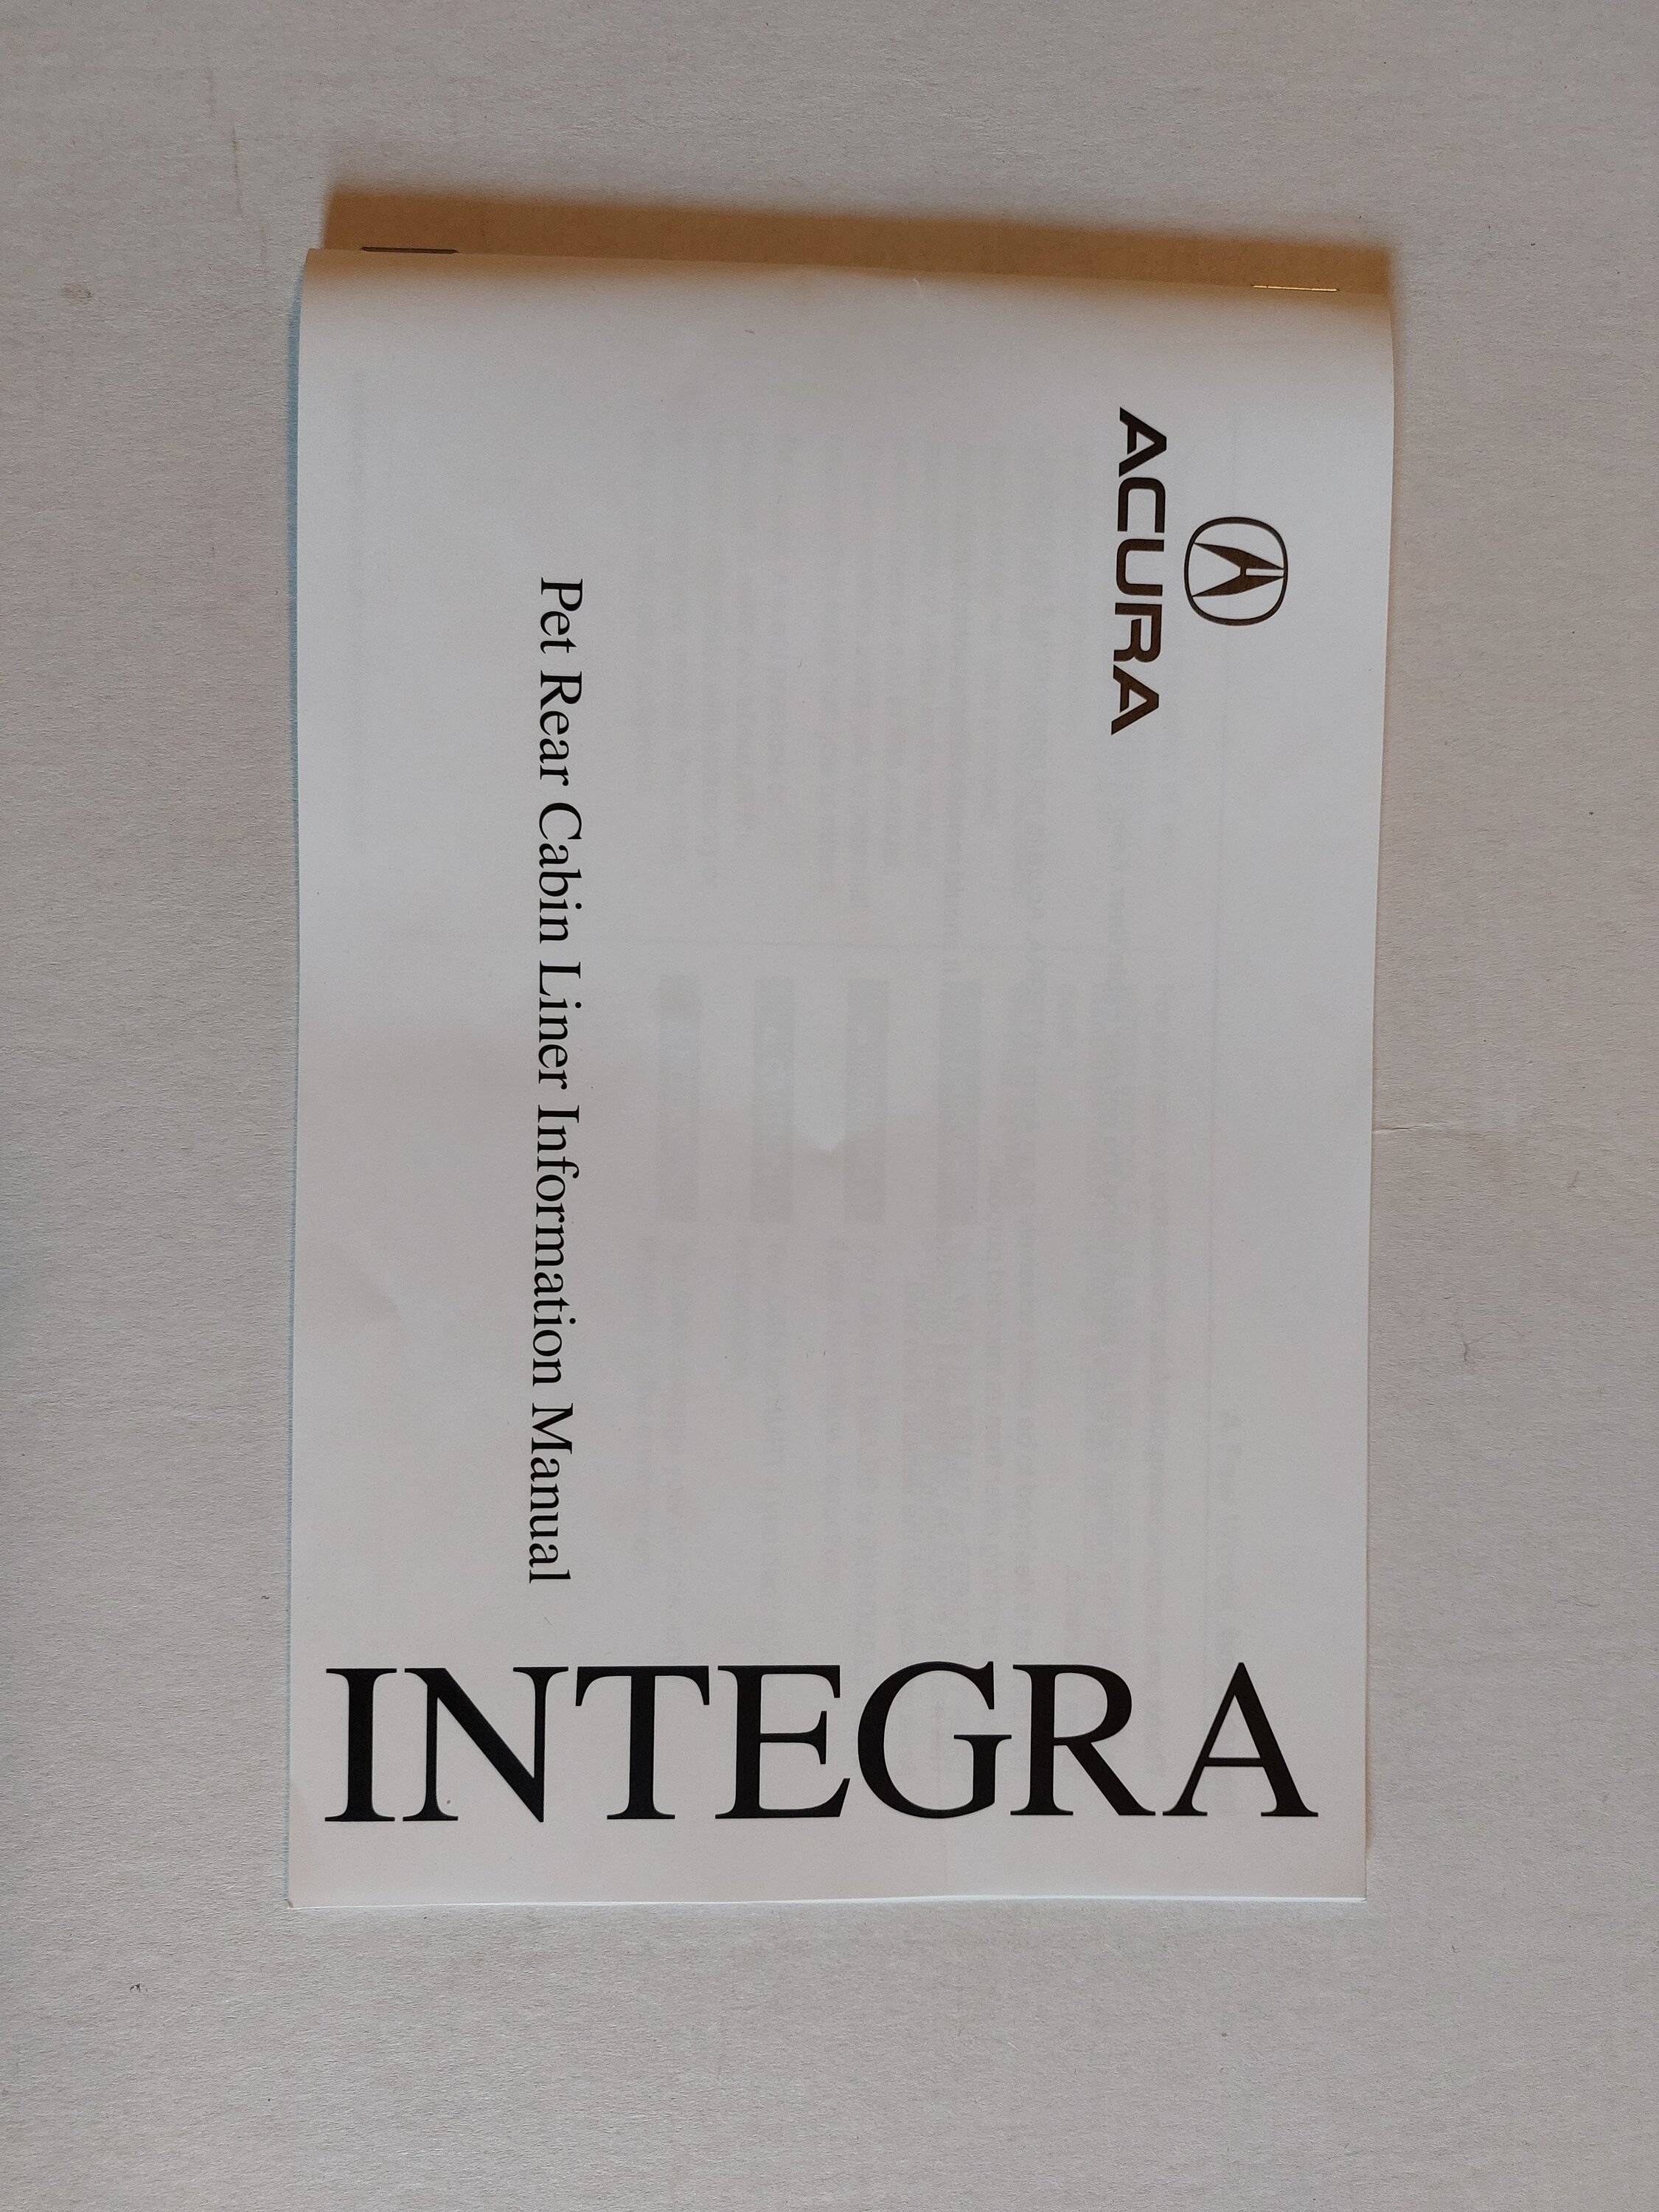 ACURA
Pet Rear Cabin Liner Information Manual
INTEGRA